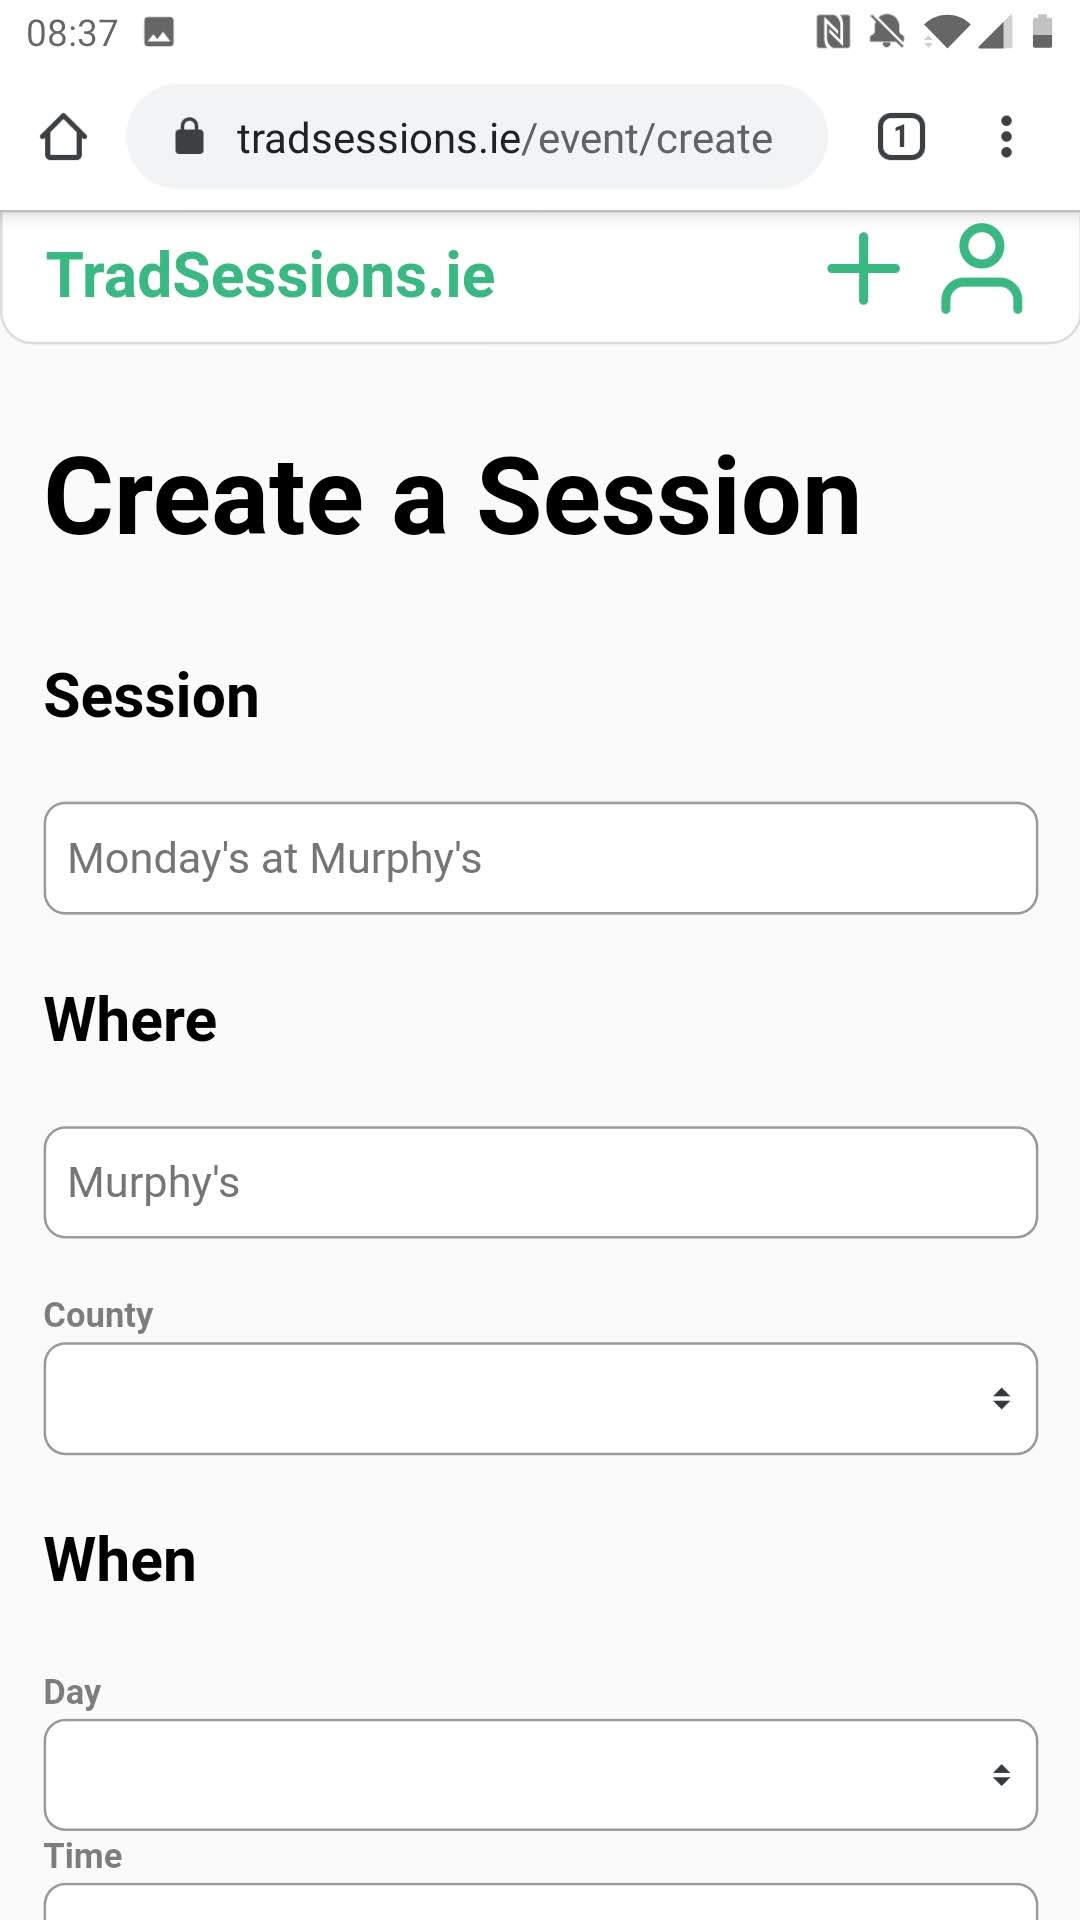 08:37
tradsessions.ie/event/create
1
TradSessions.ie
Create a Session
Session
Monday's at Murphy's
Where
Murphy's
County
When
Day
Time